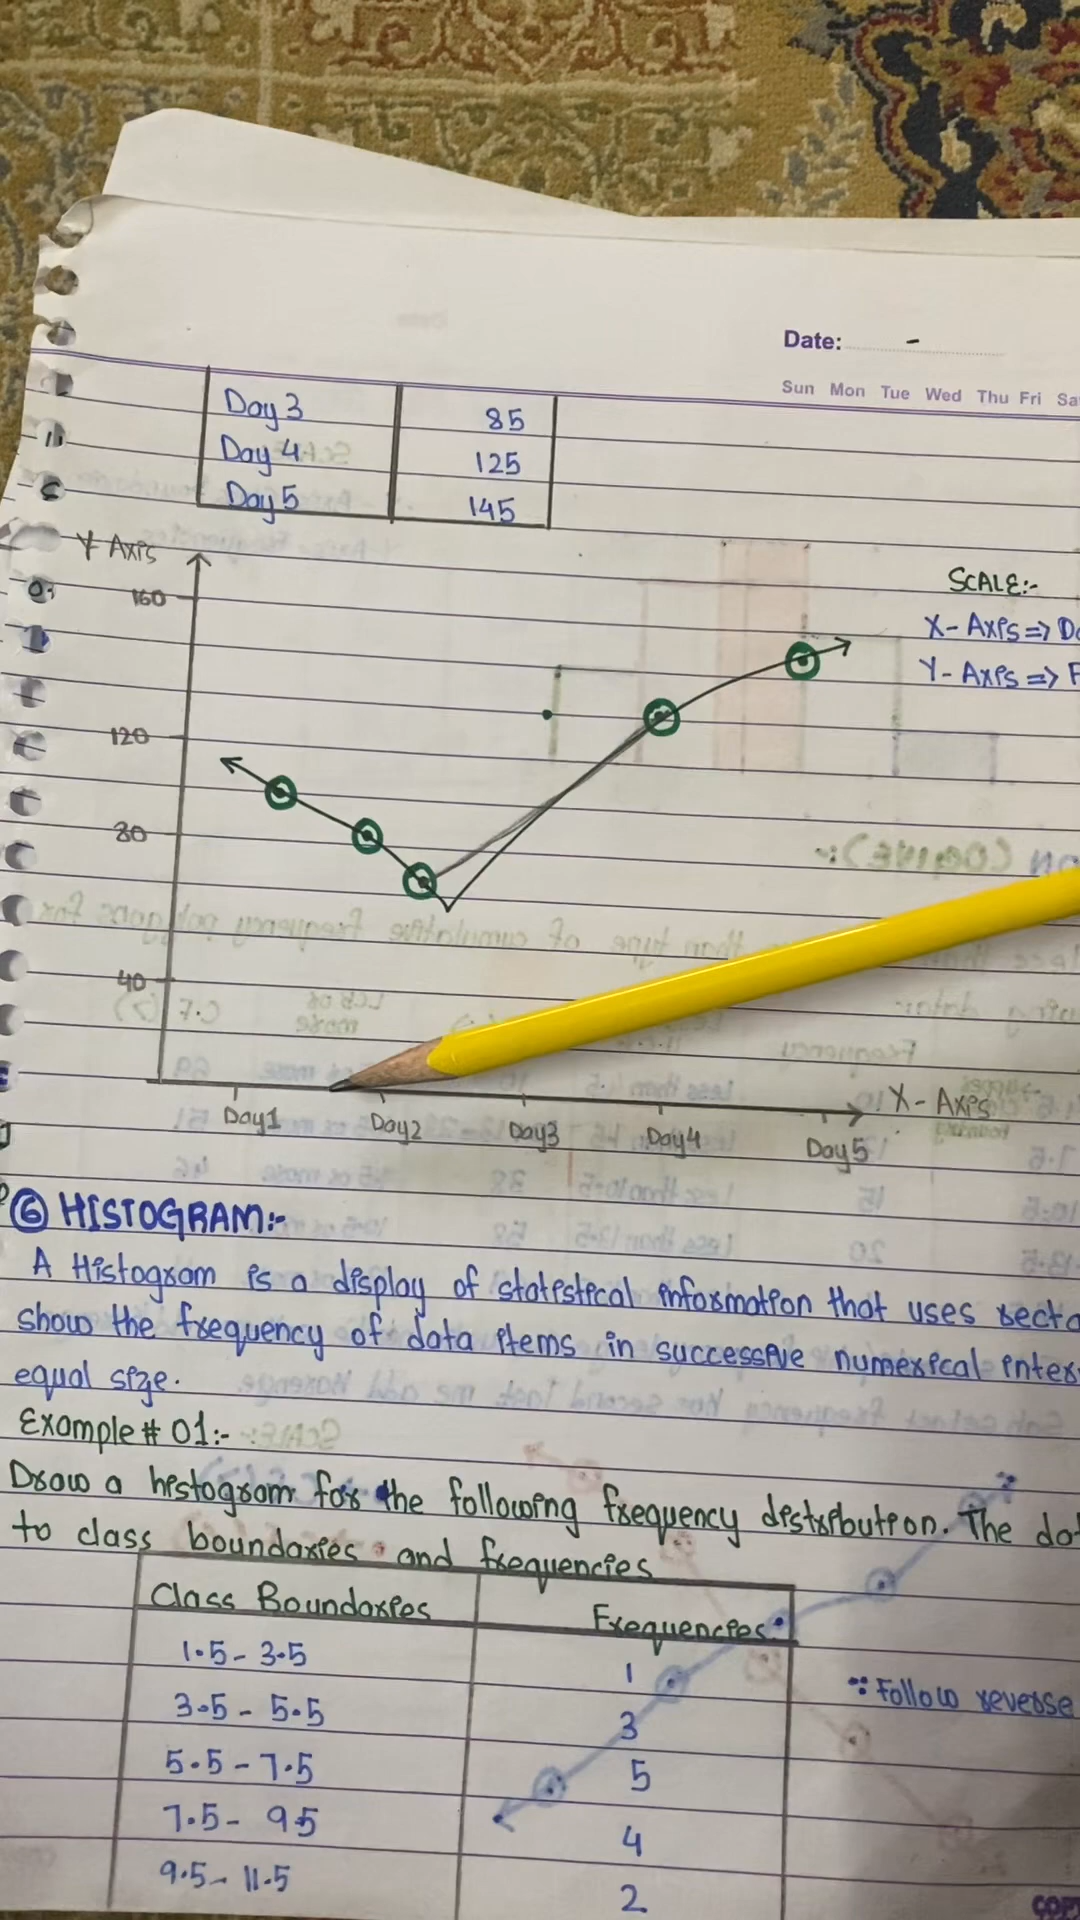 Date: -
Sun Mon Tue Wed Thu Fri Sa
Day 3 85
Day 4 125
Day 5 145
Y Axis
160
120
80
40
SCALE:-
X-Axis ⇒ Da
Y-Axis ⇒ F
Day1 Day2 Day3 Day4 Day5
X-Axis
⑥ HISTOGRAM:-
A Histogram is a display of statistical information that uses recta
show the frequency of data items in successive numerical inter
equal size.
Example # 01:-
Draw a histogram for the following frequency distribution. The da
to class boundaries and frequencies
Class Boundaries Frequencies
1.5 - 3.5 1
3.5 - 5.5 3
5.5 - 7.5 5
7.5 - 9.5 4
9.5 - 11.5 2
∵ Follow reverse